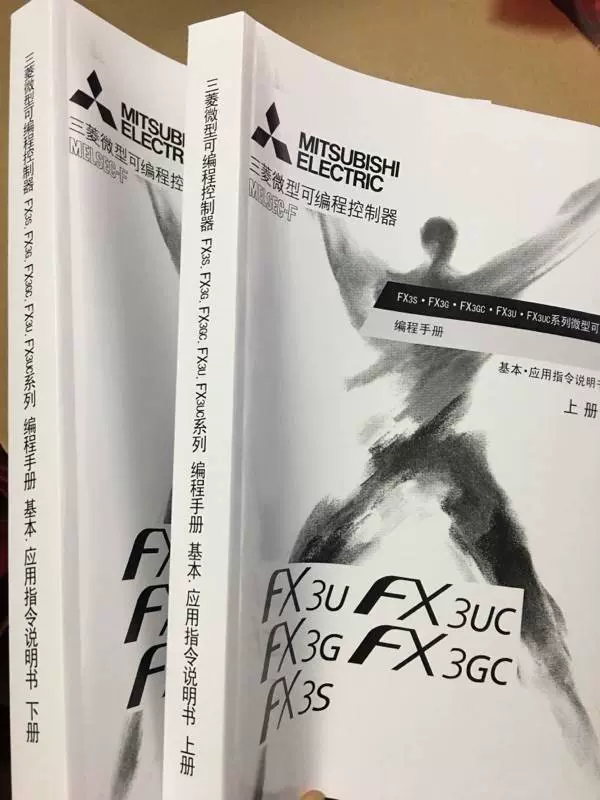 三菱微型可编程控制器 FX3S, FX3G, FX3GC, FX3U, FX3UC系列 编程手册 基本·应用指令说明书 下册
MITSUBISHI
ELECTRIC
三菱微型可编程控
MELSEC-F
FX
FX
FX
三菱微型可编程控制器 FX3S, FX3G, FX3GC, FX3U, FX3UC系列 编程手册 基本·应用指令说明书 上册
MITSUBISHI
ELECTRIC
三菱微型可编程控制器
MELSEC-F
FX3S·FX3G·FX3GC·FX3U·FX3UC系列微型可
编程手册
基本·应用指令说明书
上册
FX3U FX3UC
FX3G FX3GC
FX3S